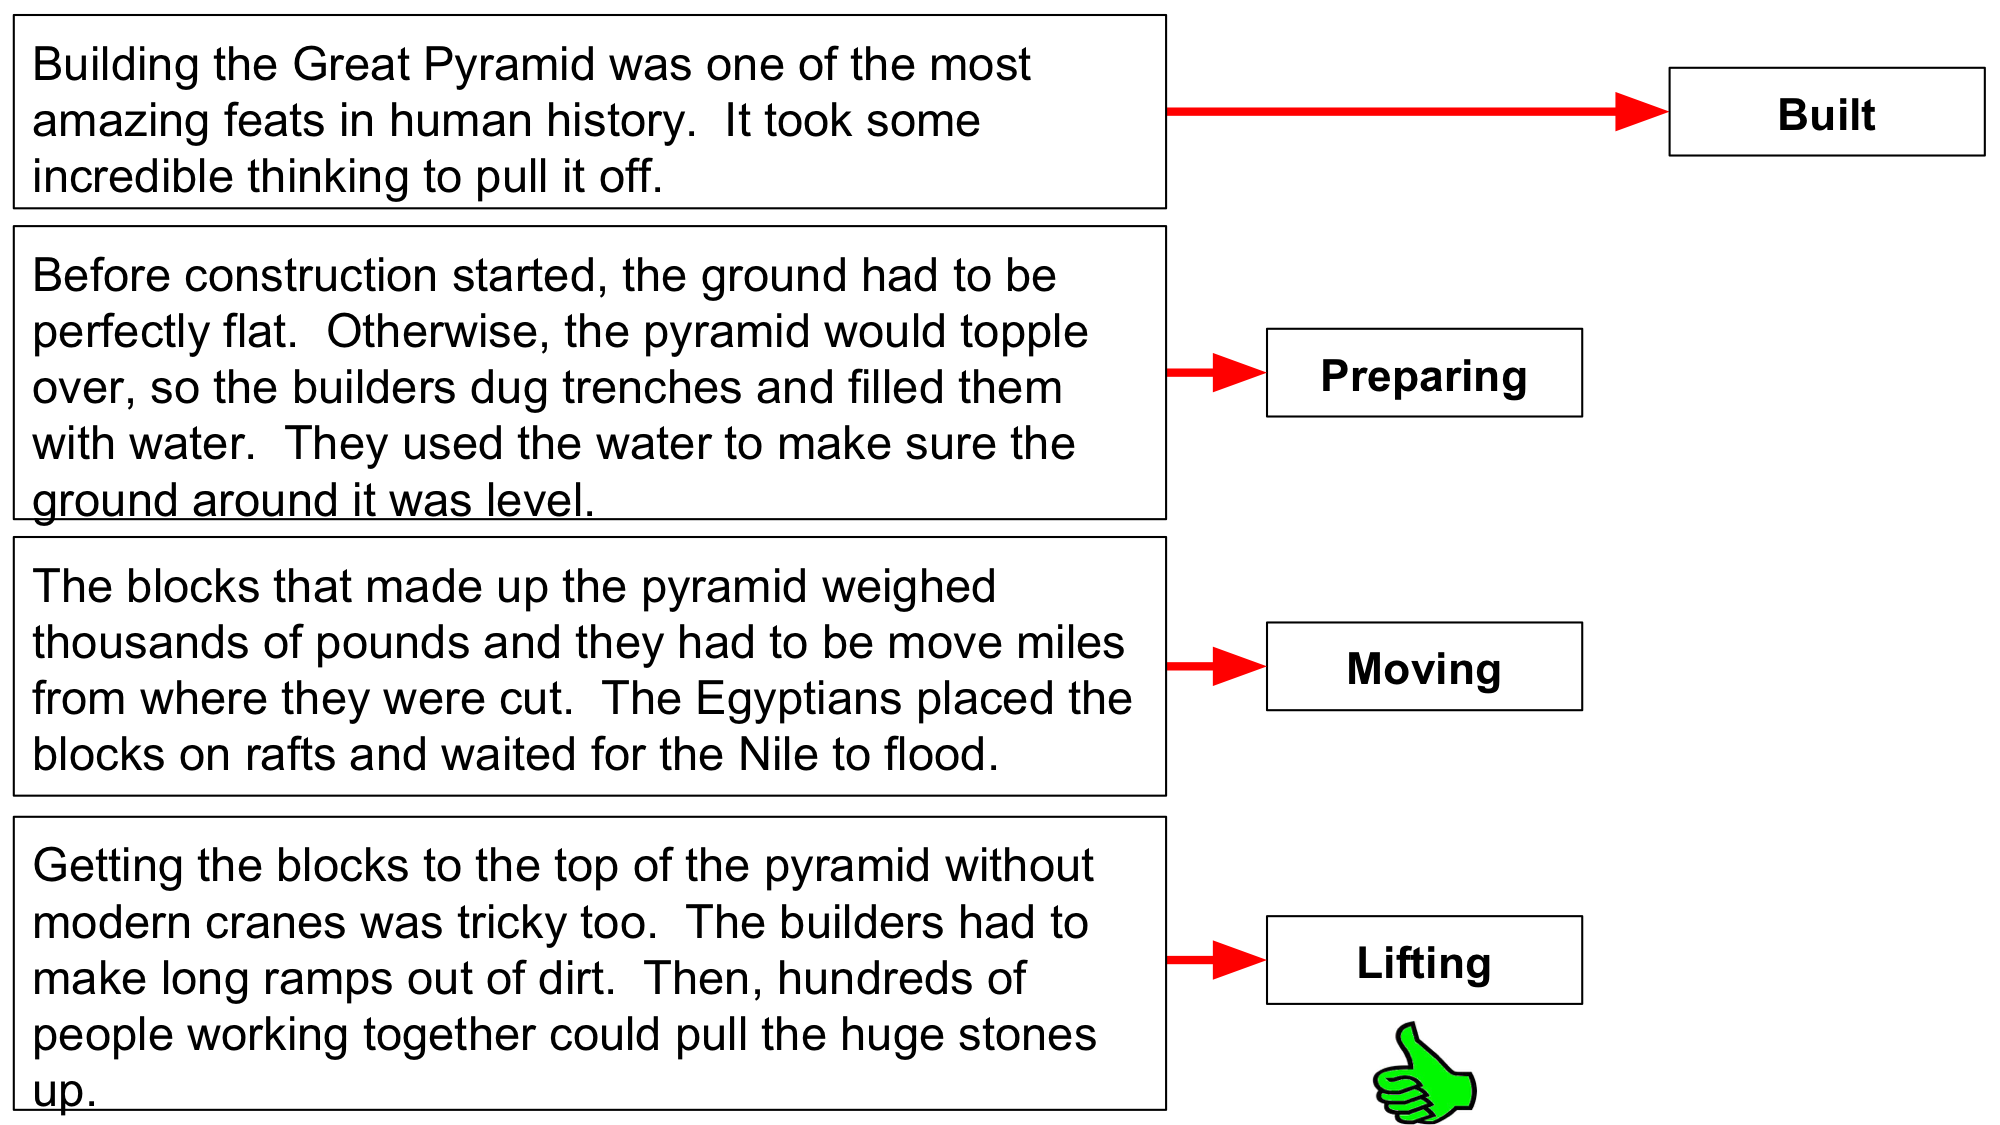 Building the Great Pyramid was one of the most
amazing feats in human history.  It took some
incredible thinking to pull it off.
Built
Before construction started, the ground had to be
perfectly flat.  Otherwise, the pyramid would topple
over, so the builders dug trenches and filled them
with water.  They used the water to make sure the
ground around it was level.
Preparing
The blocks that made up the pyramid weighed
thousands of pounds and they had to be move miles
from where they were cut.  The Egyptians placed the
blocks on rafts and waited for the Nile to flood.
Moving
Getting the blocks to the top of the pyramid without
modern cranes was tricky too.  The builders had to
make long ramps out of dirt.  Then, hundreds of
people working together could pull the huge stones
up.
Lifting